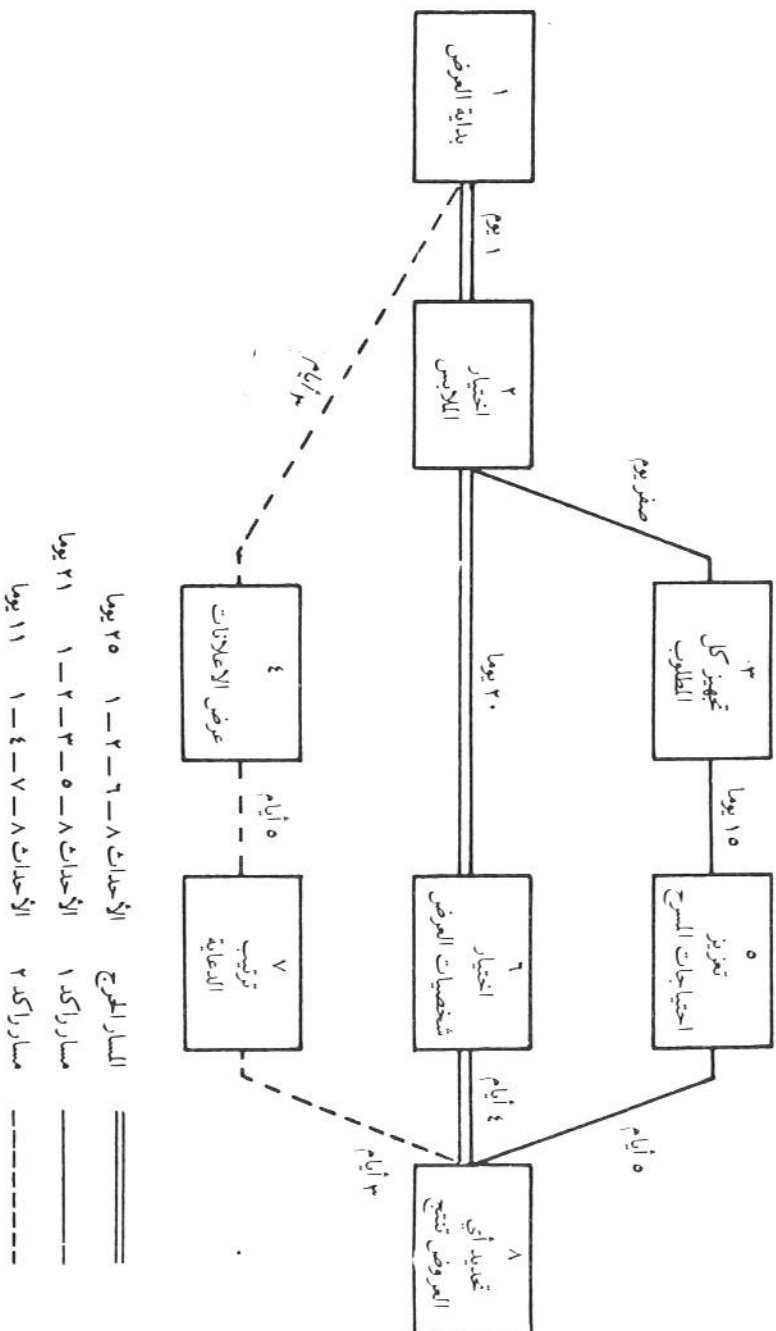 ١
بداية العرض
١ يوم
٢
اختيار
الملابس
صفر يوم
٣
تجهيز كل
المطلوب
١٥ يوما
٥
تعزيز
احتياجات المسرح
٥ أيام
٢٠ يوما
٦
اختيار
شخصيات العرض
٤ أيام
٣ أيام
٤
عرض الاعلانات
٥ أيام
٧
ترتيب
الدعاية
٣ أيام
٨
تحديد أي
العروض تنتج
المسار الحرج الأحداث ١ — ٢ — ٦ — ٨ ٢٥ يوما
مسار راكد ١ الأحداث ١ — ٢ — ٣ — ٥ — ٨ ٢١ يوما
مسار راكد ٢ الأحداث ١ — ٤ — ٧ — ٨ ١١ يوما